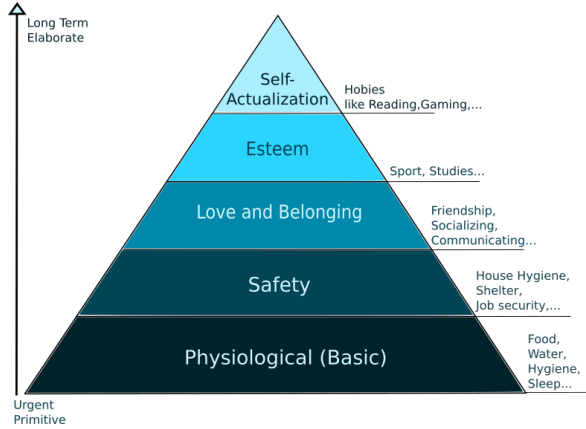 Long Term
Elaborate
Self-
Actualization
Hobies
like Reading,Gaming,...
Esteem
Sport, Studies...
Love and Belonging
Friendship,
Socializing,
Communicating...
Safety
House Hygiene,
Shelter,
Job security,...
Physiological (Basic)
Food,
Water,
Hygiene,
Sleep...
Urgent
Primitive